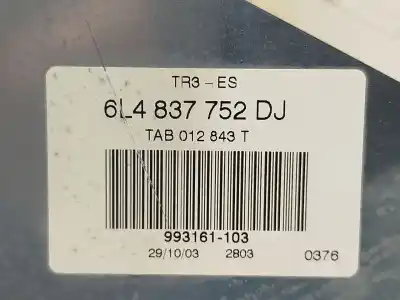 TR3-ES
6L4 837 752 DJ
TAB 012 843 T
993161-103
29/10/03 2803 0376